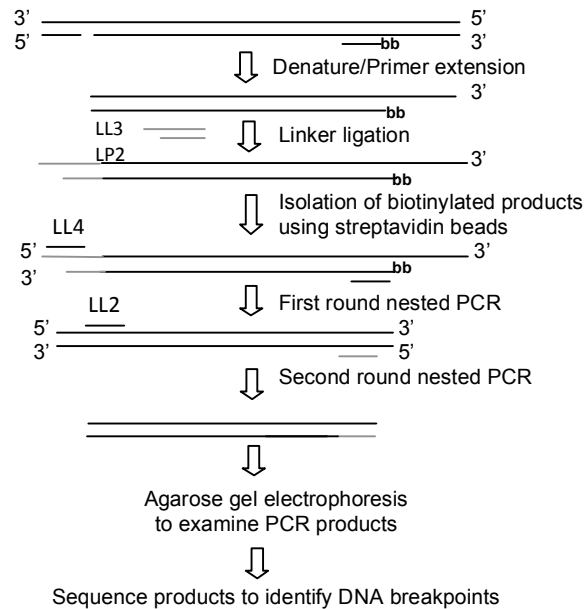 3’ 5’
5’ bb 3’
Denature/Primer extension
3’
bb
LL3
Linker ligation
LP2
3’
bb
Isolation of biotinylated products
using streptavidin beads
LL4
5’ 3’
3’ bb
First round nested PCR
LL2
5’ 3’
3’ 5’
Second round nested PCR
Agarose gel electrophoresis
to examine PCR products
Sequence products to identify DNA breakpoints